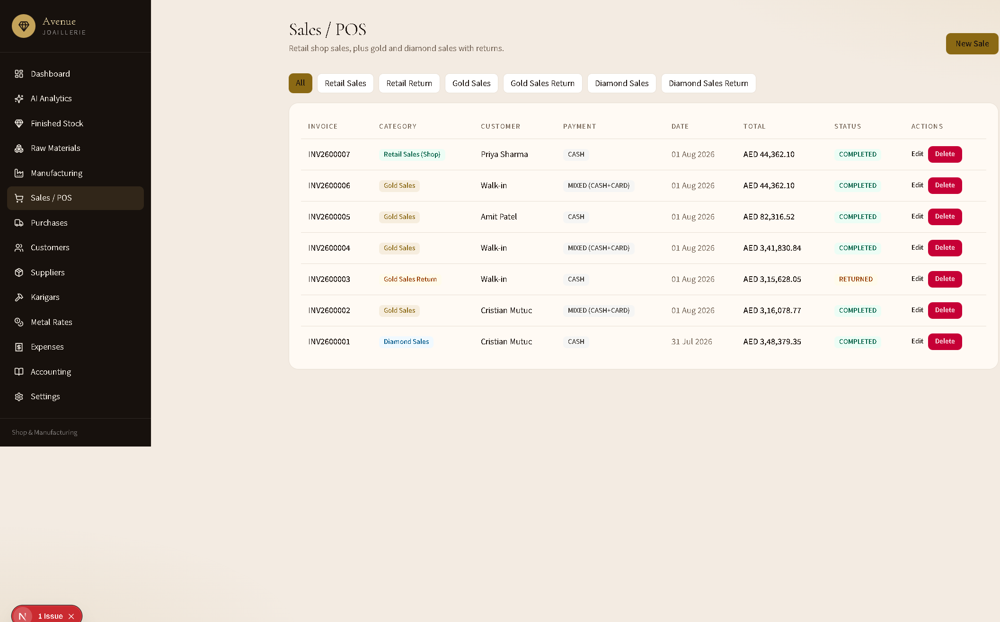 Avenue
JOAILLERIE
Dashboard
AI Analytics
Finished Stock
Raw Materials
Manufacturing
Sales / POS
Purchases
Customers
Suppliers
Karigars
Metal Rates
Expenses
Accounting
Settings
Shop & Manufacturing
N 1 Issue
Sales / POS
Retail shop sales, plus gold and diamond sales with returns.
New Sale
All Retail Sales Retail Return Gold Sales Gold Sales Return Diamond Sales Diamond Sales Return
INVOICE CATEGORY CUSTOMER PAYMENT DATE TOTAL STATUS ACTIONS
INV2600007 Retail Sales (Shop) Priya Sharma CASH 01 Aug 2026 AED 44,362.10 COMPLETED Edit Delete
INV2600006 Gold Sales Walk-in MIXED (CASH+CARD) 01 Aug 2026 AED 44,362.10 COMPLETED Edit Delete
INV2600005 Gold Sales Amit Patel CASH 01 Aug 2026 AED 82,316.52 COMPLETED Edit Delete
INV2600004 Gold Sales Walk-in MIXED (CASH+CARD) 01 Aug 2026 AED 3,41,830.84 COMPLETED Edit Delete
INV2600003 Gold Sales Return Walk-in CASH 01 Aug 2026 AED 3,15,628.05 RETURNED Edit Delete
INV2600002 Gold Sales Cristian Mutuc MIXED (CASH+CARD) 01 Aug 2026 AED 3,16,078.77 COMPLETED Edit Delete
INV2600001 Diamond Sales Cristian Mutuc CASH 31 Jul 2026 AED 3,48,379.35 COMPLETED Edit Delete